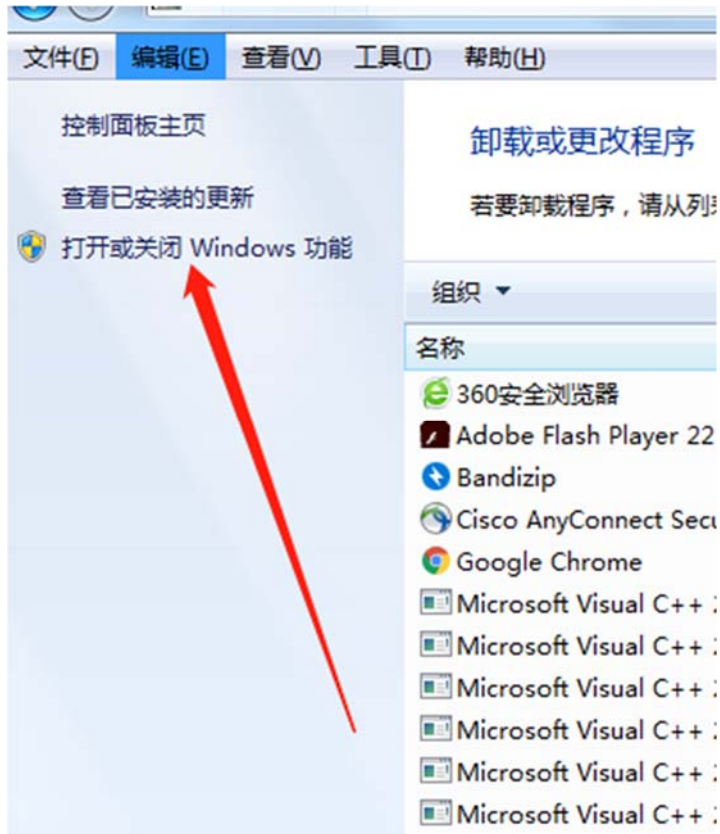 文件(F) 编辑(E) 查看(V) 工具(T) 帮助(H)
控制面板主页
查看已安装的更新
打开或关闭 Windows 功能
卸载或更改程序
若要卸载程序，请从列
组织
名称
360安全浏览器
Adobe Flash Player 22
Bandizip
Cisco AnyConnect
Google Chrome
Microsoft Visual C++
Microsoft Visual C++
Microsoft Visual C++
Microsoft Visual C++
Microsoft Visual C++
Microsoft Visual C++